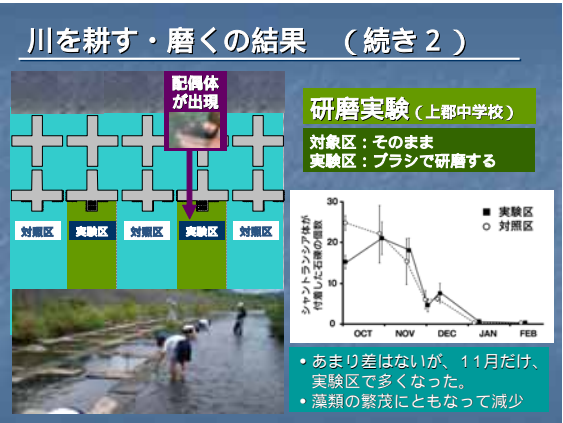 川を耕す・磨くの結果　（続き２）
配偶体
が出現
対照区
実験区
対照区
実験区
対照区
研磨実験（上郡中学校）
対象区：そのまま
実験区：ブラシで研磨する
シャントランシア体が
付着した石礫の個数
30
20
10
0
実験区
対照区
OCT NOV DEC JAN FEB
・あまり差はないが、11月だけ、
実験区で多くなった。
・藻類の繁茂にともなって減少